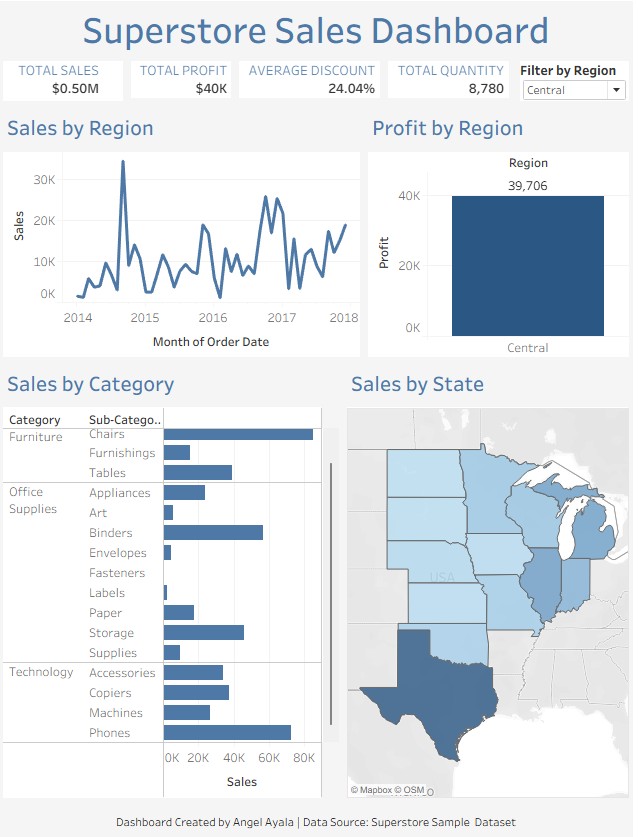 Superstore Sales Dashboard
TOTAL SALES
$0.50M
TOTAL PROFIT
$40K
AVERAGE DISCOUNT
24.04%
TOTAL QUANTITY
8,780
Filter by Region
Central
Sales by Region
Profit by Region
Sales
30K
20K
10K
0K
2014 2015 2016 2017 2018
Month of Order Date
Region
39,706
Profit
40K
20K
0K
Central
Sales by Category
Sales by State
Category Sub-Catego..
Furniture Chairs
Furnishings
Tables
Office Supplies Appliances
Art
Binders
Envelopes
Fasteners
Labels
Paper
Storage
Supplies
Technology Accessories
Copiers
Machines
Phones
0K 20K 40K 60K 80K
Sales
USA
© Mapbox © OSM
Dashboard Created by Angel Ayala | Data Source: Superstore Sample Dataset